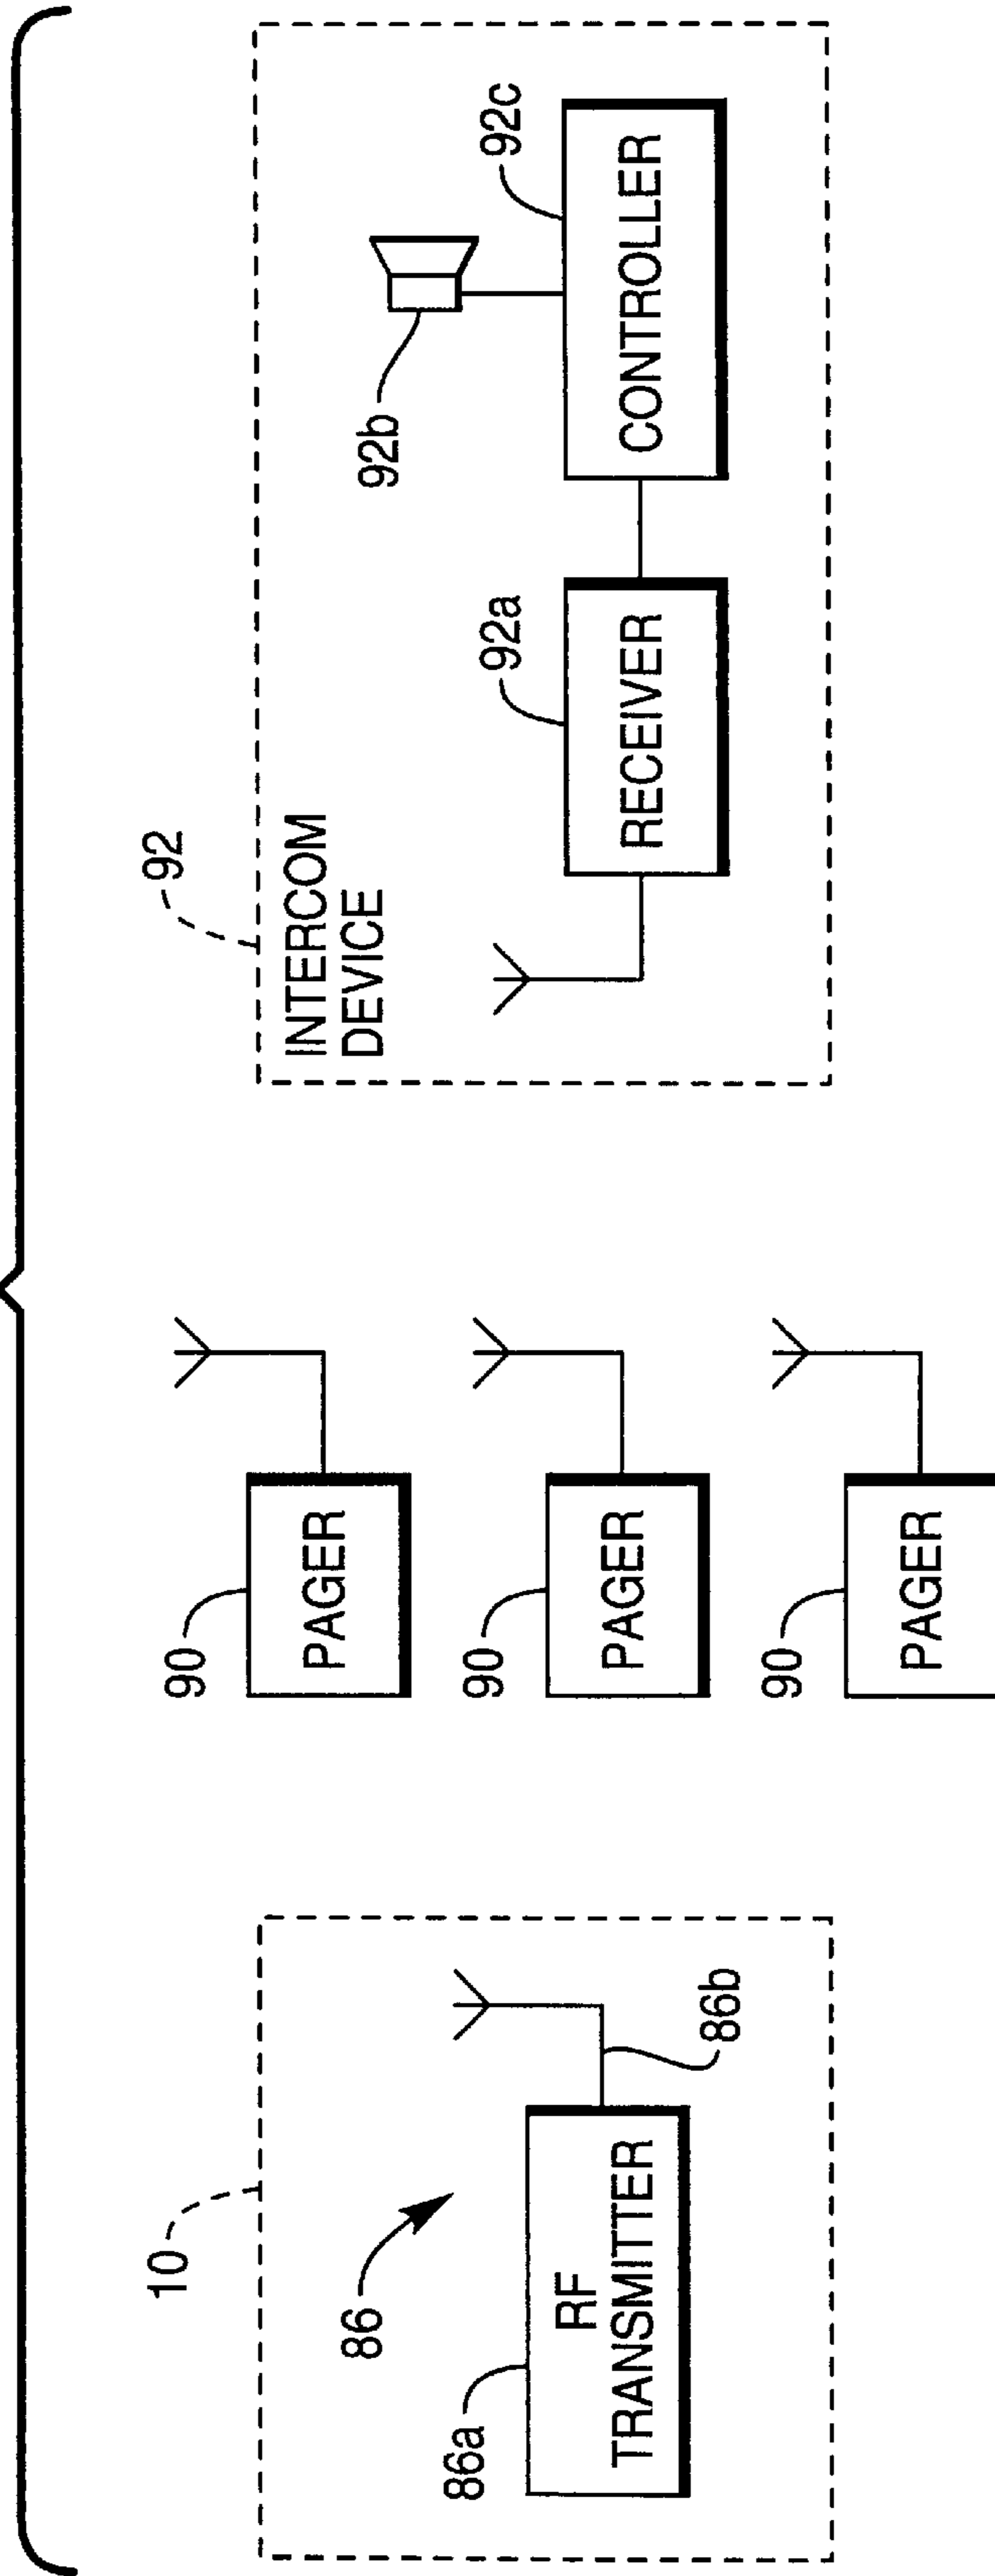 10
86
86a
RF
TRANSMITTER
86b
90
PAGER
90
PAGER
90
PAGER
92
INTERCOM
DEVICE
92a
RECEIVER
92b
92c
CONTROLLER